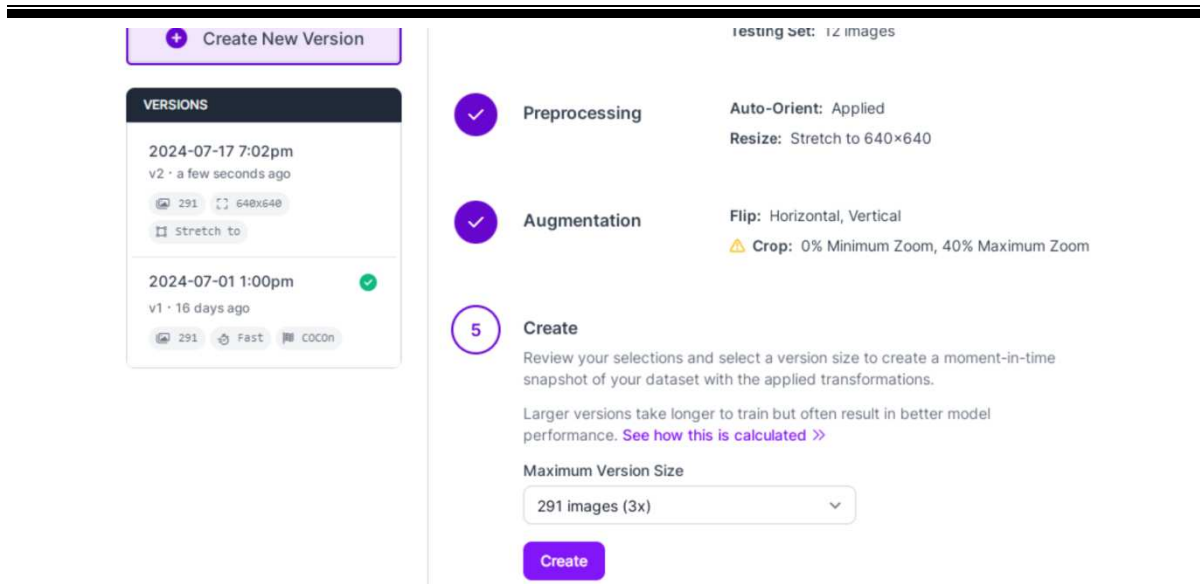 Create New Version
VERSIONS
2024-07-17 7:02pm
v2 · a few seconds ago
291 640x640
Stretch to
2024-07-01 1:00pm
v1 · 16 days ago
291 Fast COCOn
Testing Set: 12 images
Preprocessing
Auto-Orient: Applied
Resize: Stretch to 640×640
Augmentation
Flip: Horizontal, Vertical
Crop: 0% Minimum Zoom, 40% Maximum Zoom
5 Create
Review your selections and select a version size to create a moment-in-time
snapshot of your dataset with the applied transformations.
Larger versions take longer to train but often result in better model
performance. See how this is calculated
Maximum Version Size
291 images (3x)
Create